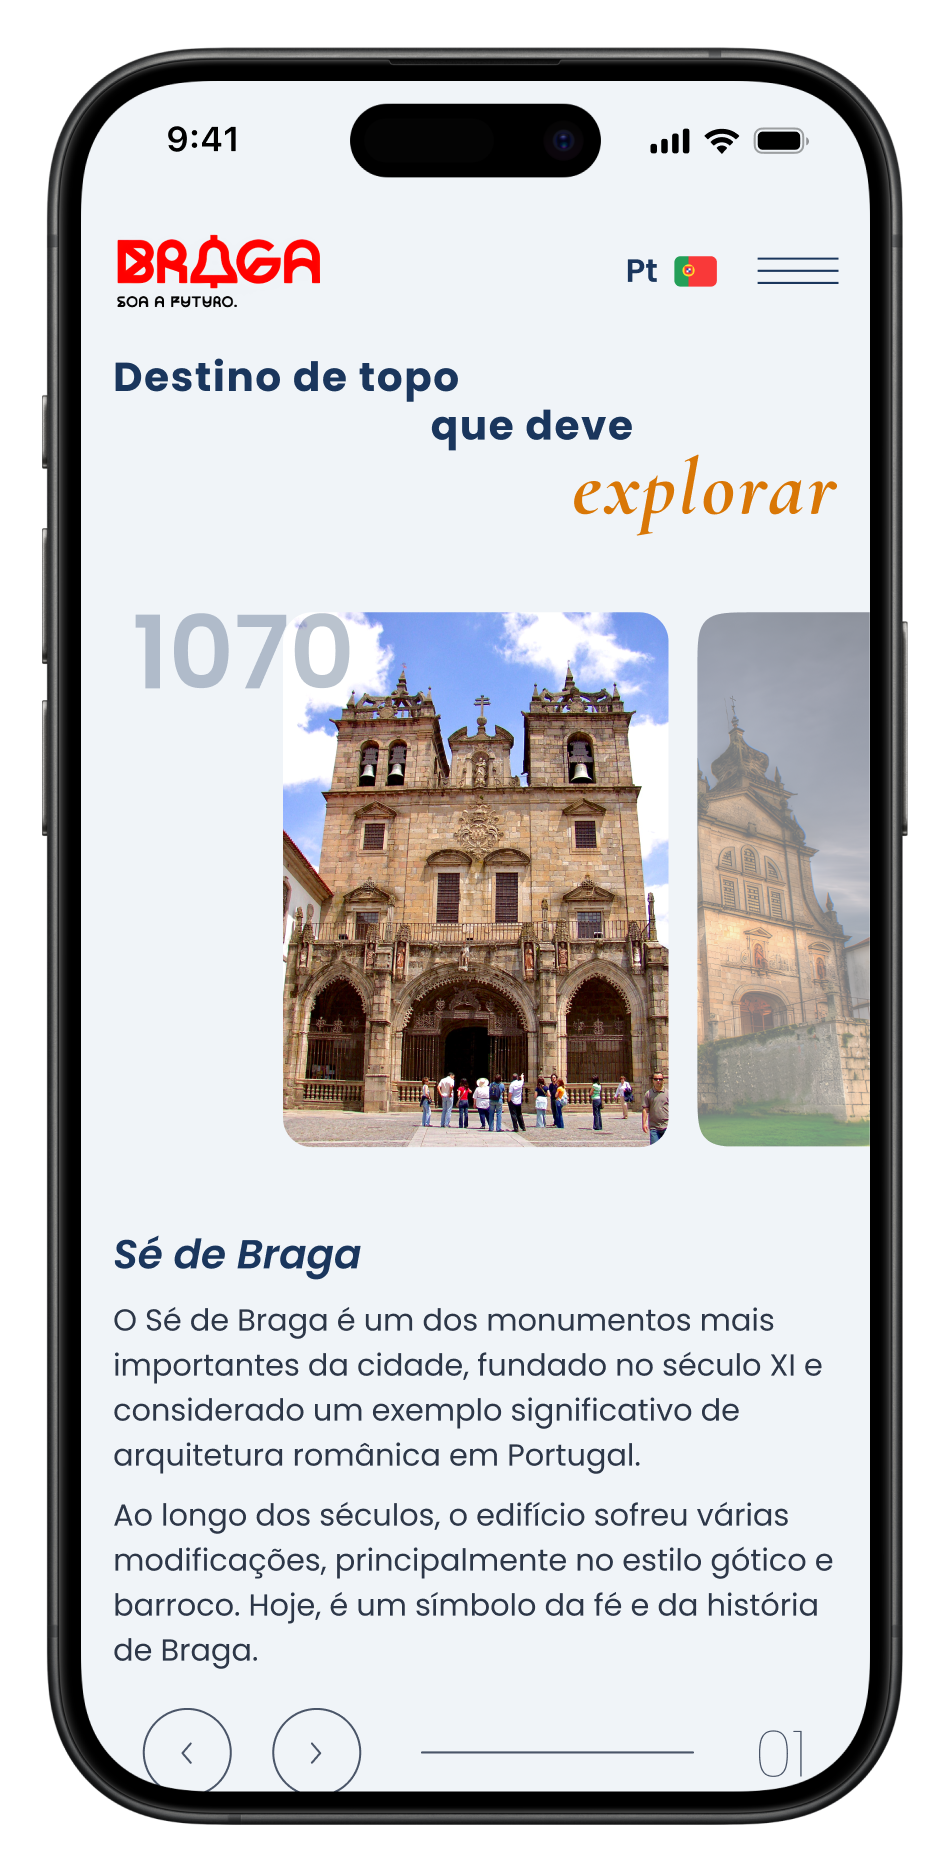 9:41
BRAGA
SOA A FUTURO.
Pt
Destino de topo
que deve
explorar
1070
Sé de Braga
O Sé de Braga é um dos monumentos mais
importantes da cidade, fundado no século XI e
considerado um exemplo significativo de
arquitetura românica em Portugal.
Ao longo dos séculos, o edifício sofreu várias
modificações, principalmente no estilo gótico e
barroco. Hoje, é um símbolo da fé e da história
de Braga.
01